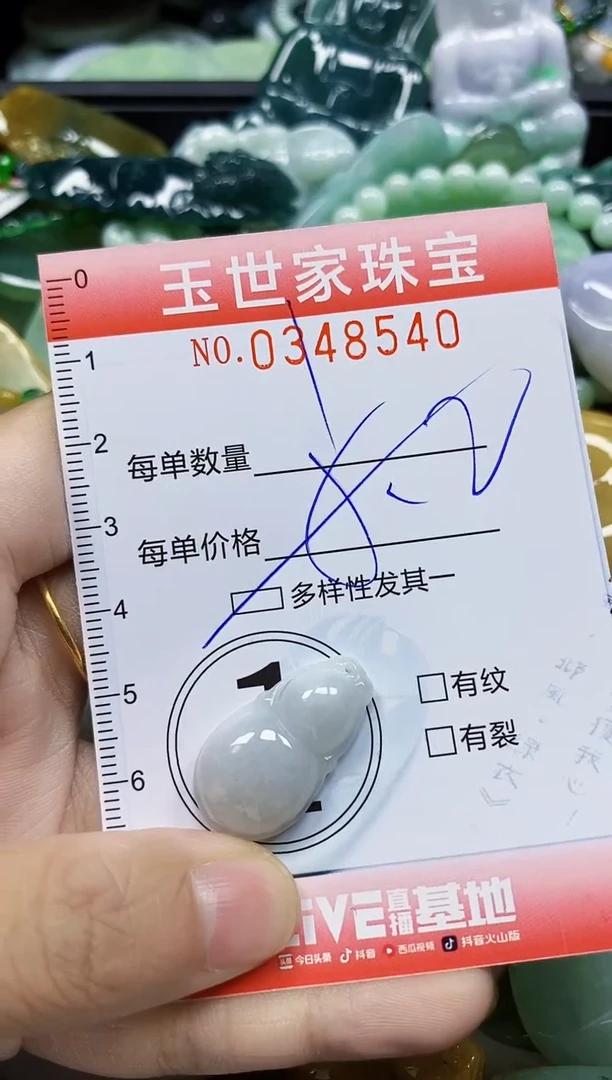 0
玉世家珠宝
NO.0348540
1
2
每单数量
3
每单价格
4
多样性发其一
5
有纹
有裂
6
1
LiVE直播基地
今日头条 抖音 西瓜视频 抖音火山版